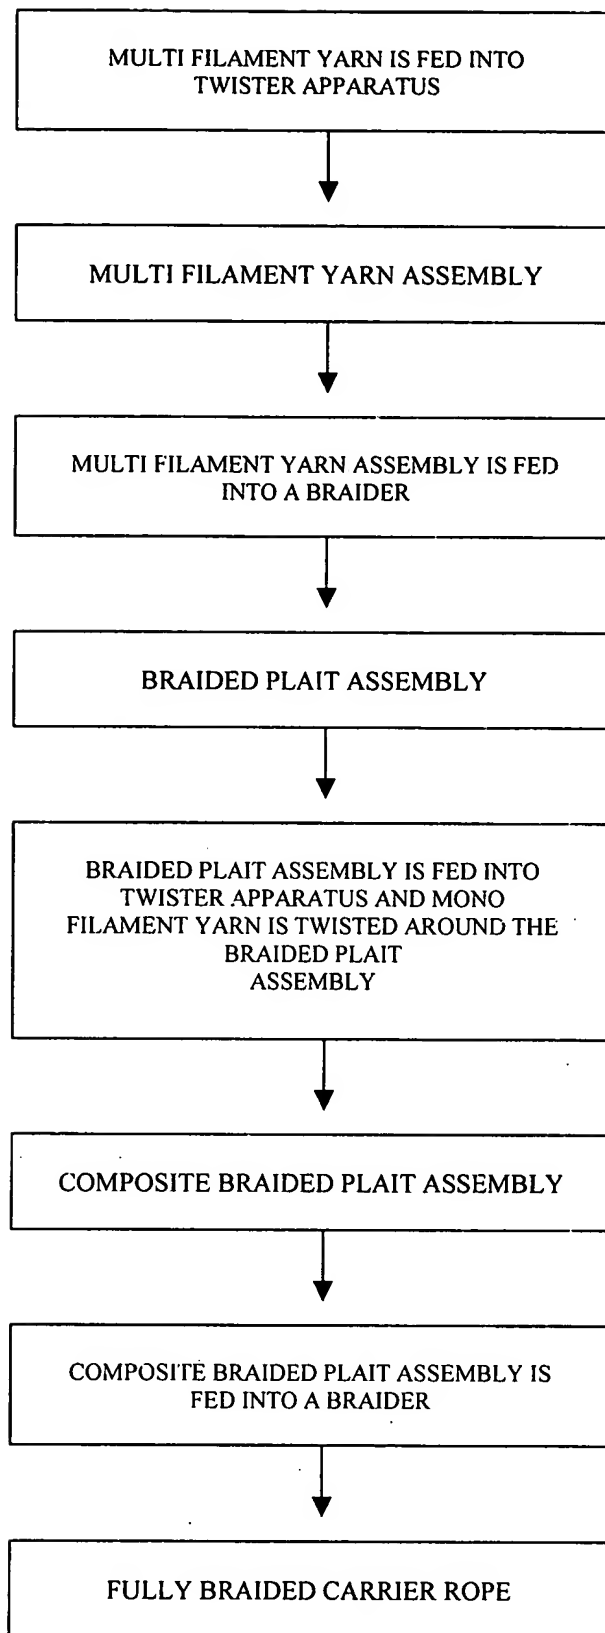 MULTI FILAMENT YARN IS FED INTO
TWISTER APPARATUS
MULTI FILAMENT YARN ASSEMBLY
MULTI FILAMENT YARN ASSEMBLY IS FED
INTO A BRAIDER
BRAIDED PLAIT ASSEMBLY
BRAIDED PLAIT ASSEMBLY IS FED INTO
TWISTER APPARATUS AND MONO
FILAMENT YARN IS TWISTED AROUND THE
BRAIDED PLAIT
ASSEMBLY
COMPOSITE BRAIDED PLAIT ASSEMBLY
COMPOSITE BRAIDED PLAIT ASSEMBLY IS
FED INTO A BRAIDER
FULLY BRAIDED CARRIER ROPE